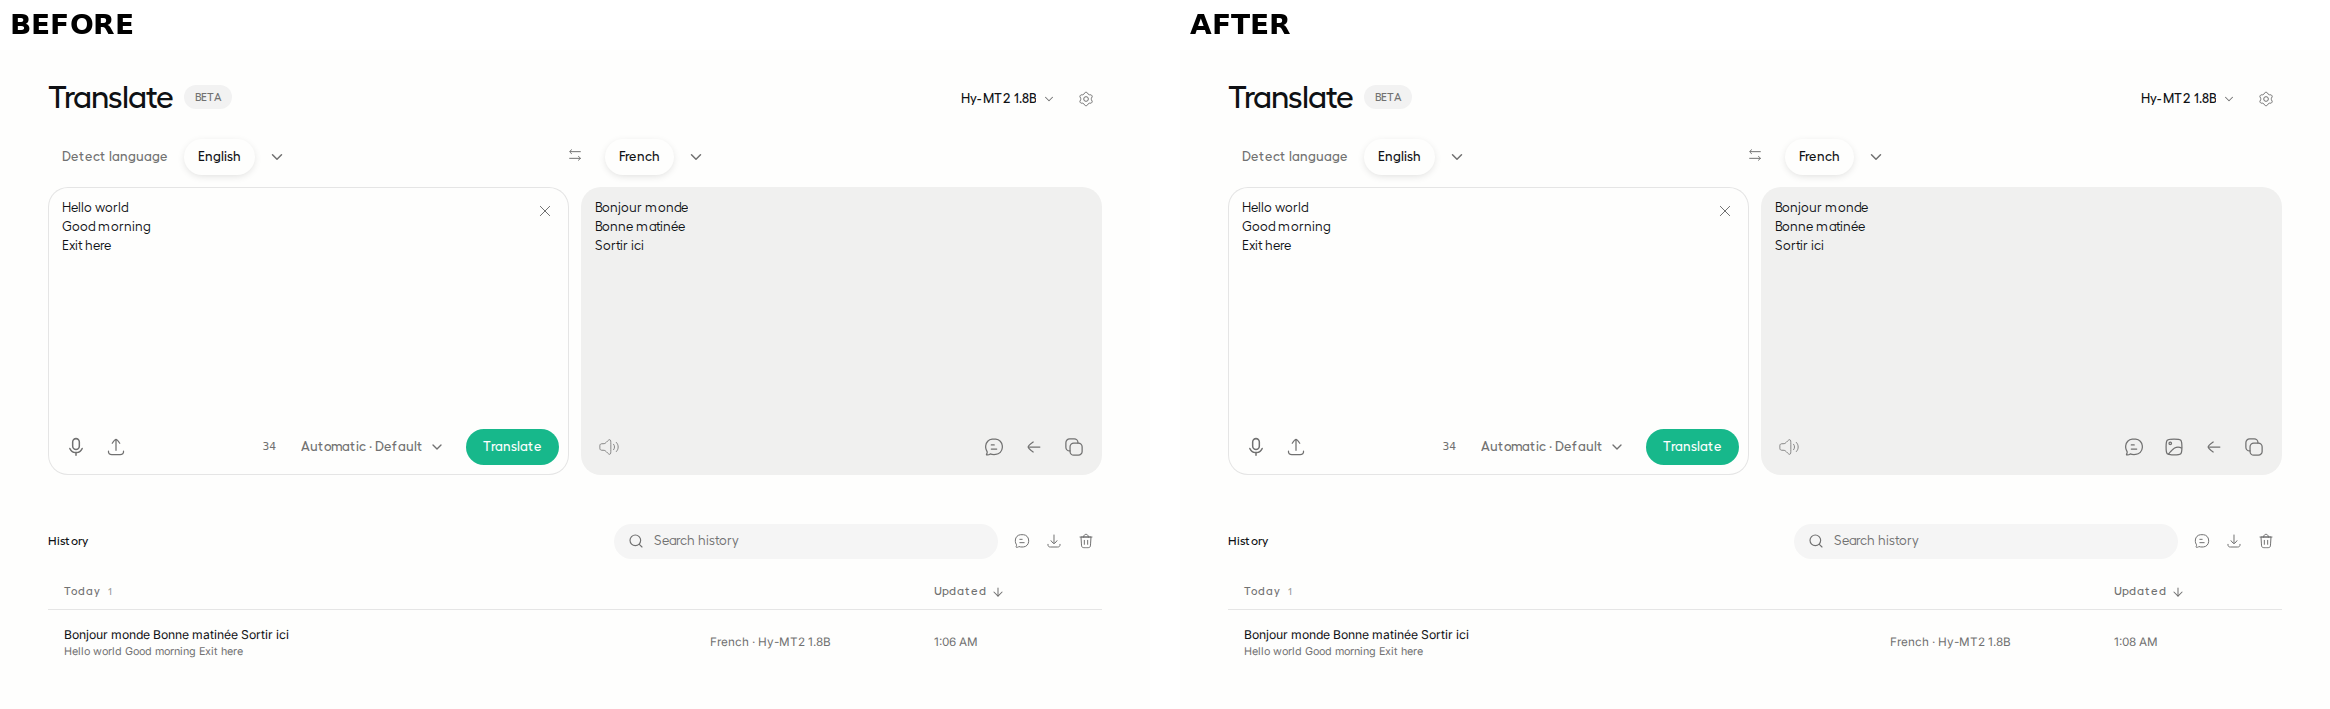 BEFORE
Translate BETA
Hy-MT2 1.8B
Detect language English
French
Hello world
Good morning
Exit here
Bonjour monde
Bonne matinée
Sortir ici
34 Automatic · Default Translate
History
Search history
Today 1 Updated
Bonjour monde Bonne matinée Sortir ici
Hello world Good morning Exit here
French · Hy-MT2 1.8B
1:06 AM
AFTER
Translate BETA
Hy-MT2 1.8B
Detect language English
French
Hello world
Good morning
Exit here
Bonjour monde
Bonne matinée
Sortir ici
34 Automatic · Default Translate
History
Search history
Today 1 Updated
Bonjour monde Bonne matinée Sortir ici
Hello world Good morning Exit here
French · Hy-MT2 1.8B
1:08 AM